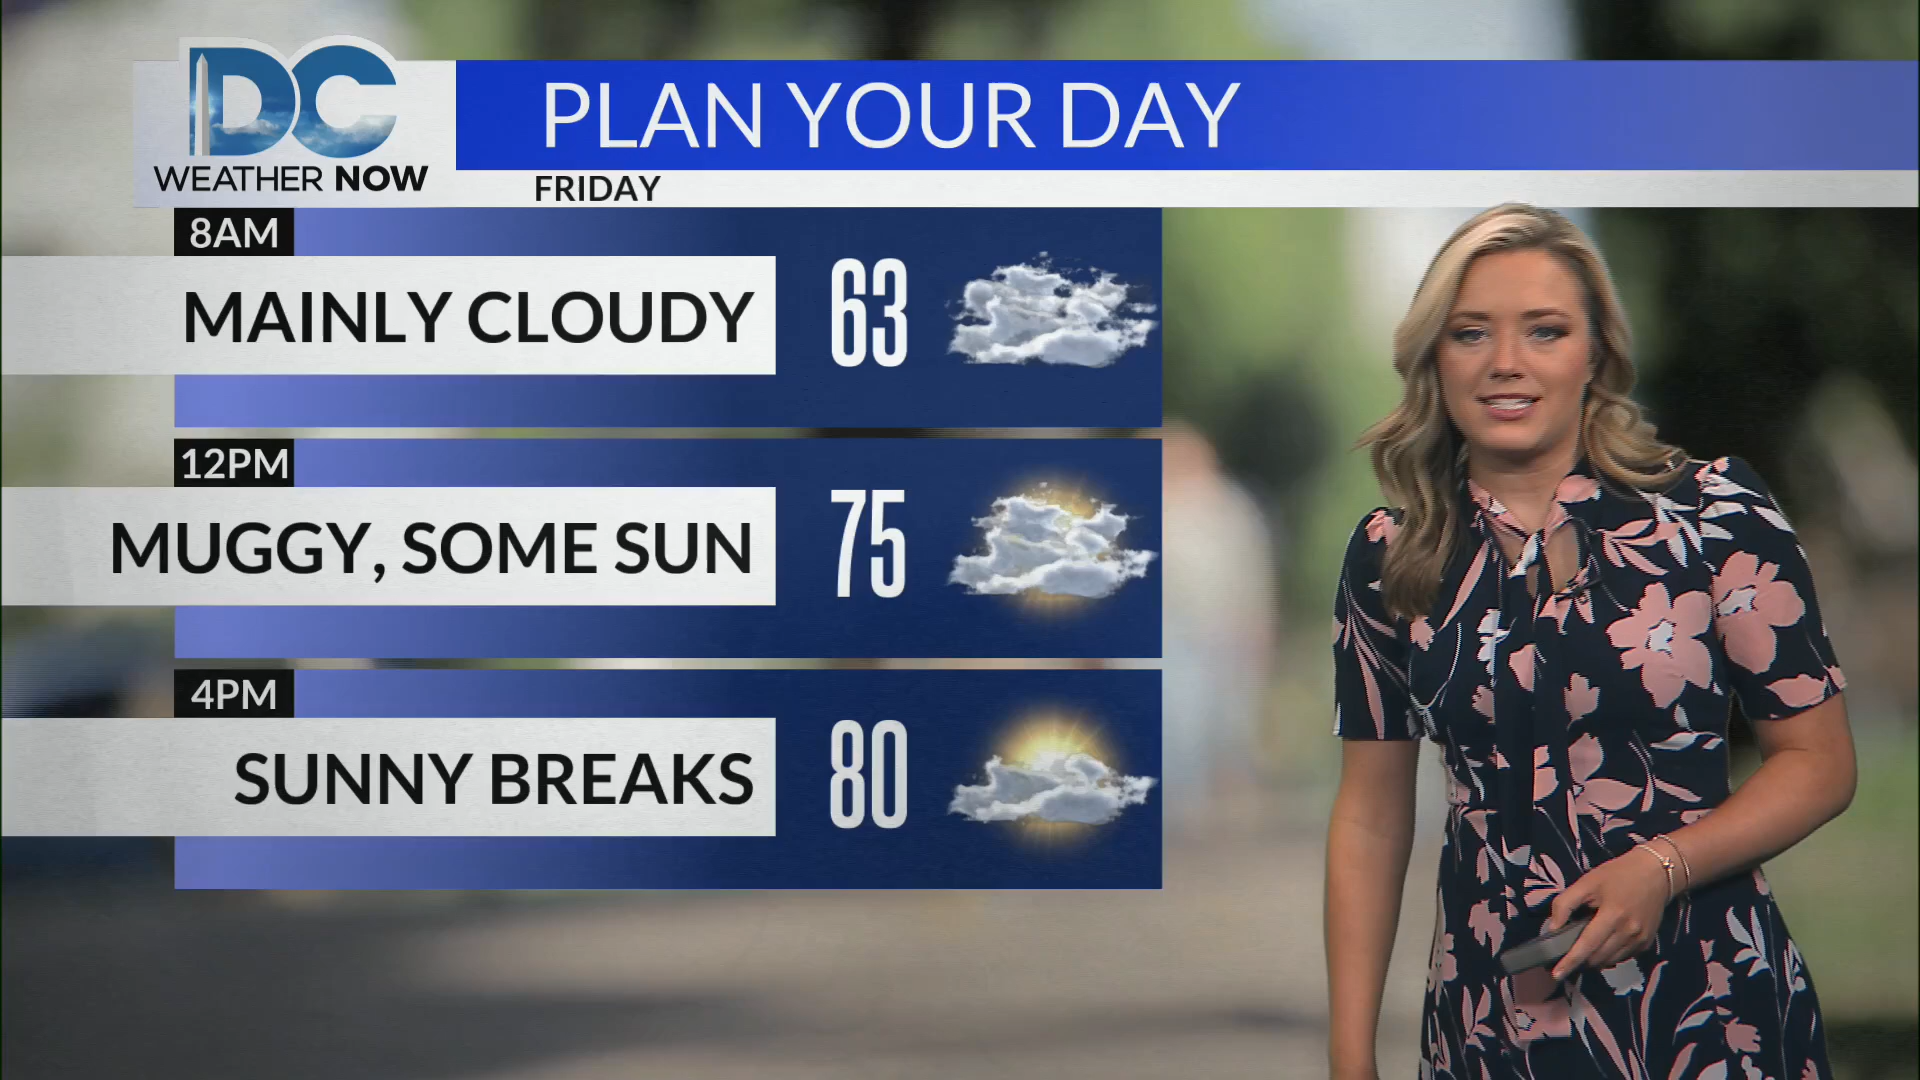 DC
WEATHER NOW
PLAN YOUR DAY
FRIDAY
8AM
MAINLY CLOUDY
63
12PM
MUGGY, SOME SUN
75
4PM
SUNNY BREAKS
80